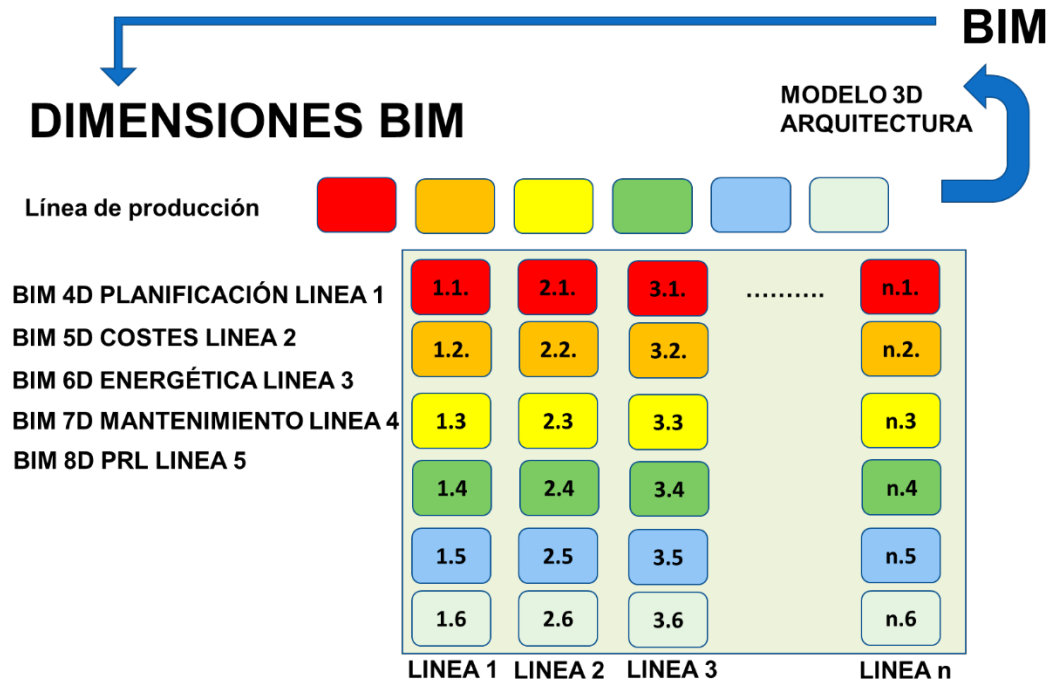 BIM
DIMENSIONES BIM
MODELO 3D
ARQUITECTURA
Línea de producción
BIM 4D PLANIFICACIÓN LINEA 1
BIM 5D COSTES LINEA 2
BIM 6D ENERGÉTICA LINEA 3
BIM 7D MANTENIMIENTO LINEA 4
BIM 8D PRL LINEA 5
1.1. 2.1. 3.1. .......... n.1.
1.2. 2.2. 3.2. n.2.
1.3 2.3 3.3 n.3
1.4 2.4 3.4 n.4
1.5 2.5 3.5 n.5
1.6 2.6 3.6 n.6
LINEA 1 LINEA 2 LINEA 3 LINEA n